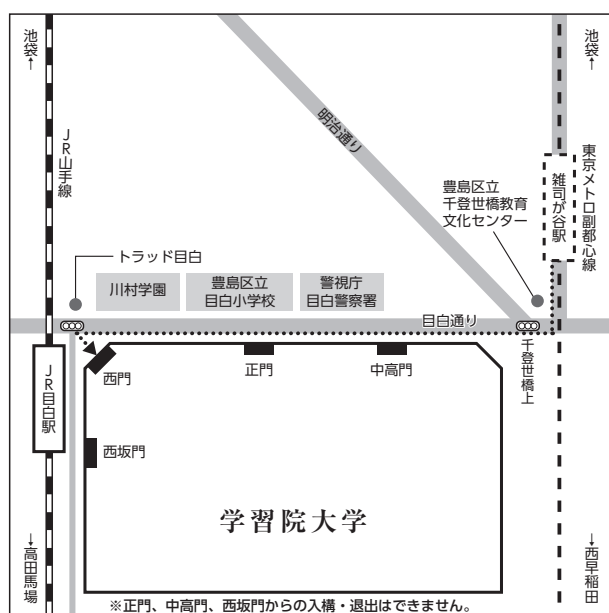 池袋→
池袋→
明治通り
JR山手線
東京メトロ副都心線
雑司が谷駅
豊島区立
千登世橋教育
文化センター
トラッド目白
川村学園
豊島区立
目白小学校
警視庁
目白警察署
目白通り
千登世橋上
JR目白駅
西門
正門
中高門
西坂門
学習院大学
→高田馬場
→西早稲田
※正門、中高門、西坂門からの入構・退出はできません。